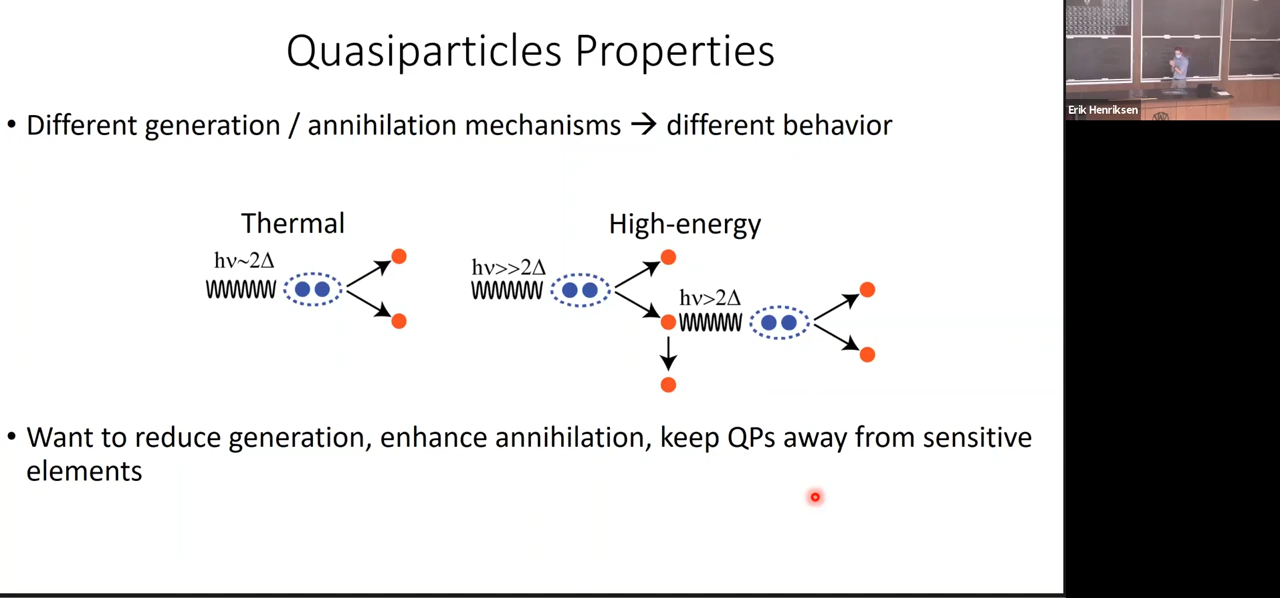 Quasiparticles Properties
• Different generation / annihilation mechanisms → different behavior
Thermal
hν~2Δ
High-energy
hν>>2Δ
hν>2Δ
• Want to reduce generation, enhance annihilation, keep QPs away from sensitive
elements
Erik Henriksen